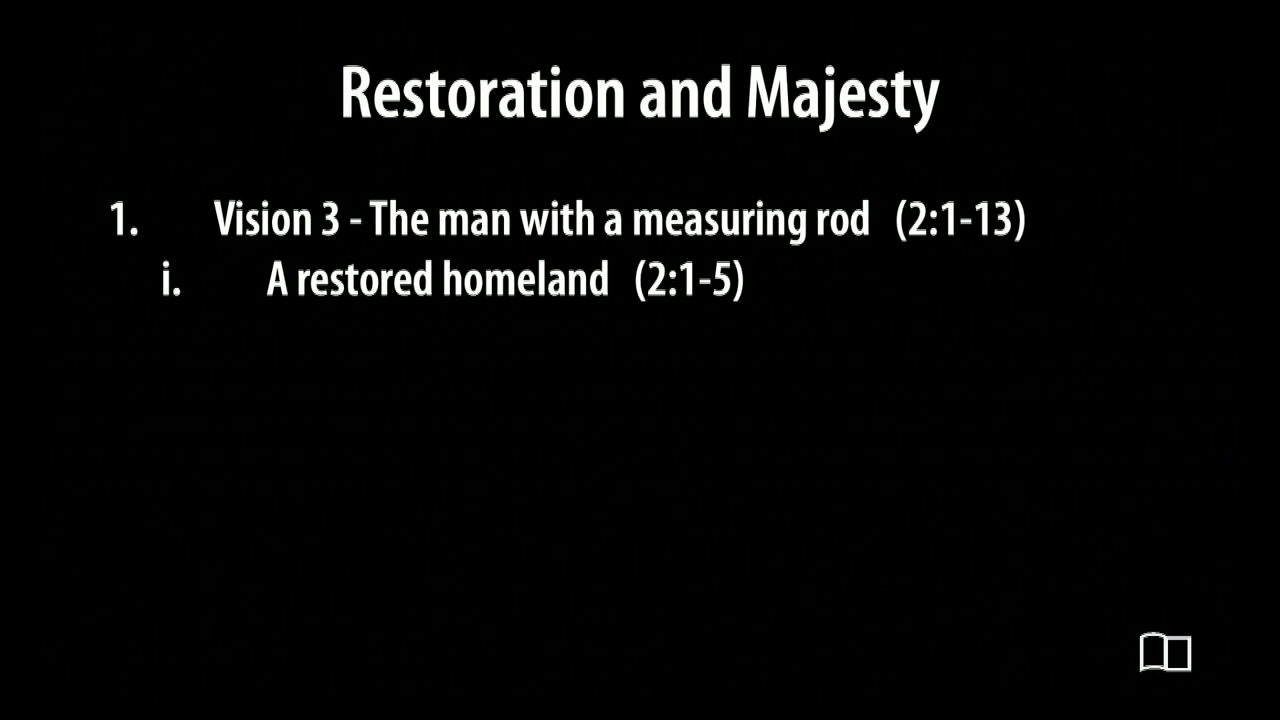 Restoration and Majesty
1. Vision 3 - The man with a measuring rod (2:1-13)
i. A restored homeland (2:1-5)